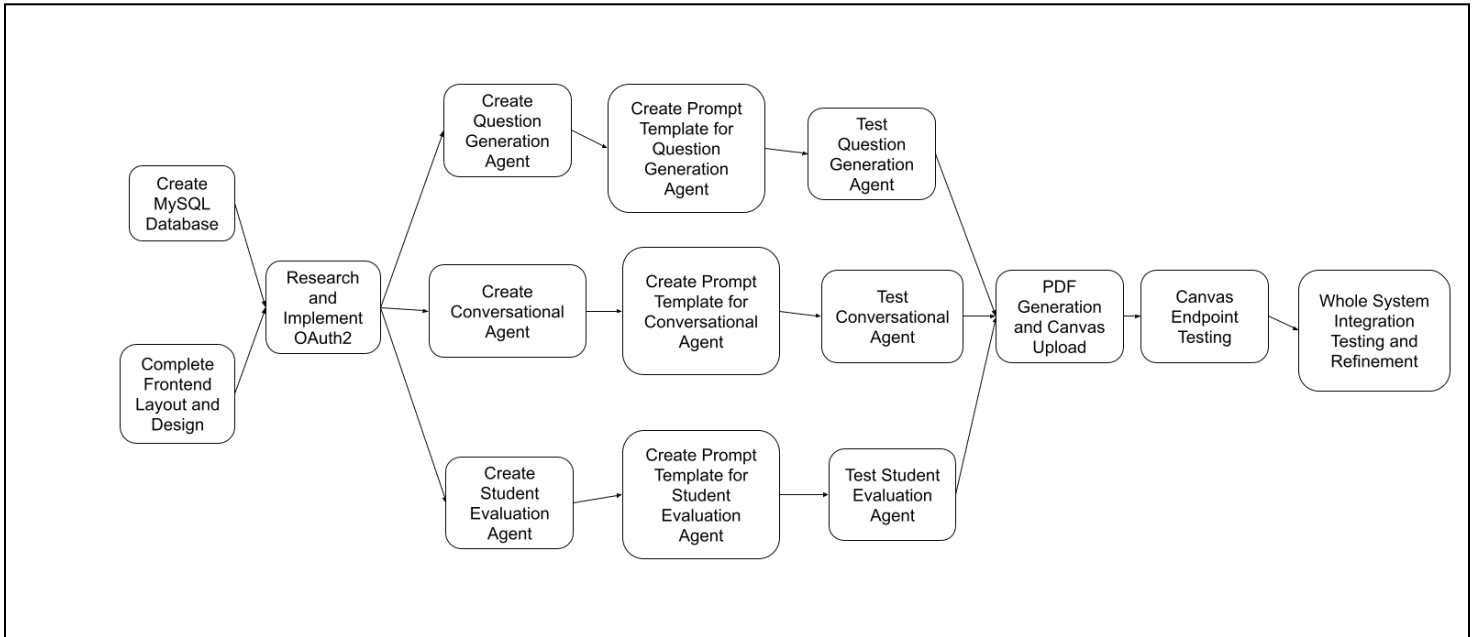 Create
MySQL
Database
Complete
Frontend
Layout and
Design
Research
and
Implement
OAuth2
Create
Question
Generation
Agent
Create Prompt
Template for
Question
Generation
Agent
Test
Question
Generation
Agent
Create
Conversational
Agent
Create Prompt
Template for
Conversational
Agent
Test
Conversational
Agent
Create
Student
Evaluation
Agent
Create Prompt
Template for
Student
Evaluation
Agent
Test Student
Evaluation
Agent
PDF
Generation
and Canvas
Upload
Canvas
Endpoint
Testing
Whole System
Integration
Testing and
Refinement